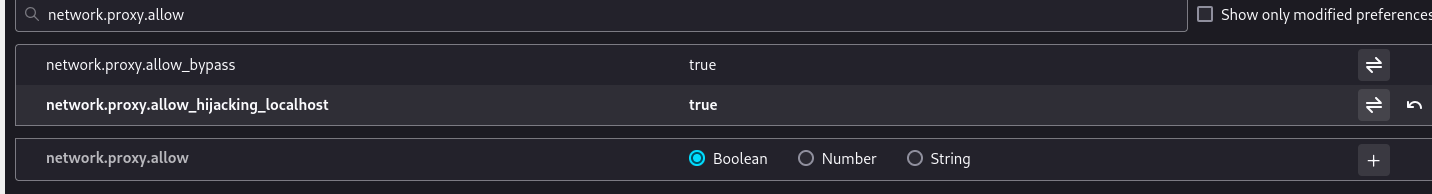 network.proxy.allow Show only modified preferences
network.proxy.allow_bypass true
network.proxy.allow_hijacking_localhost true
network.proxy.allow Boolean Number String